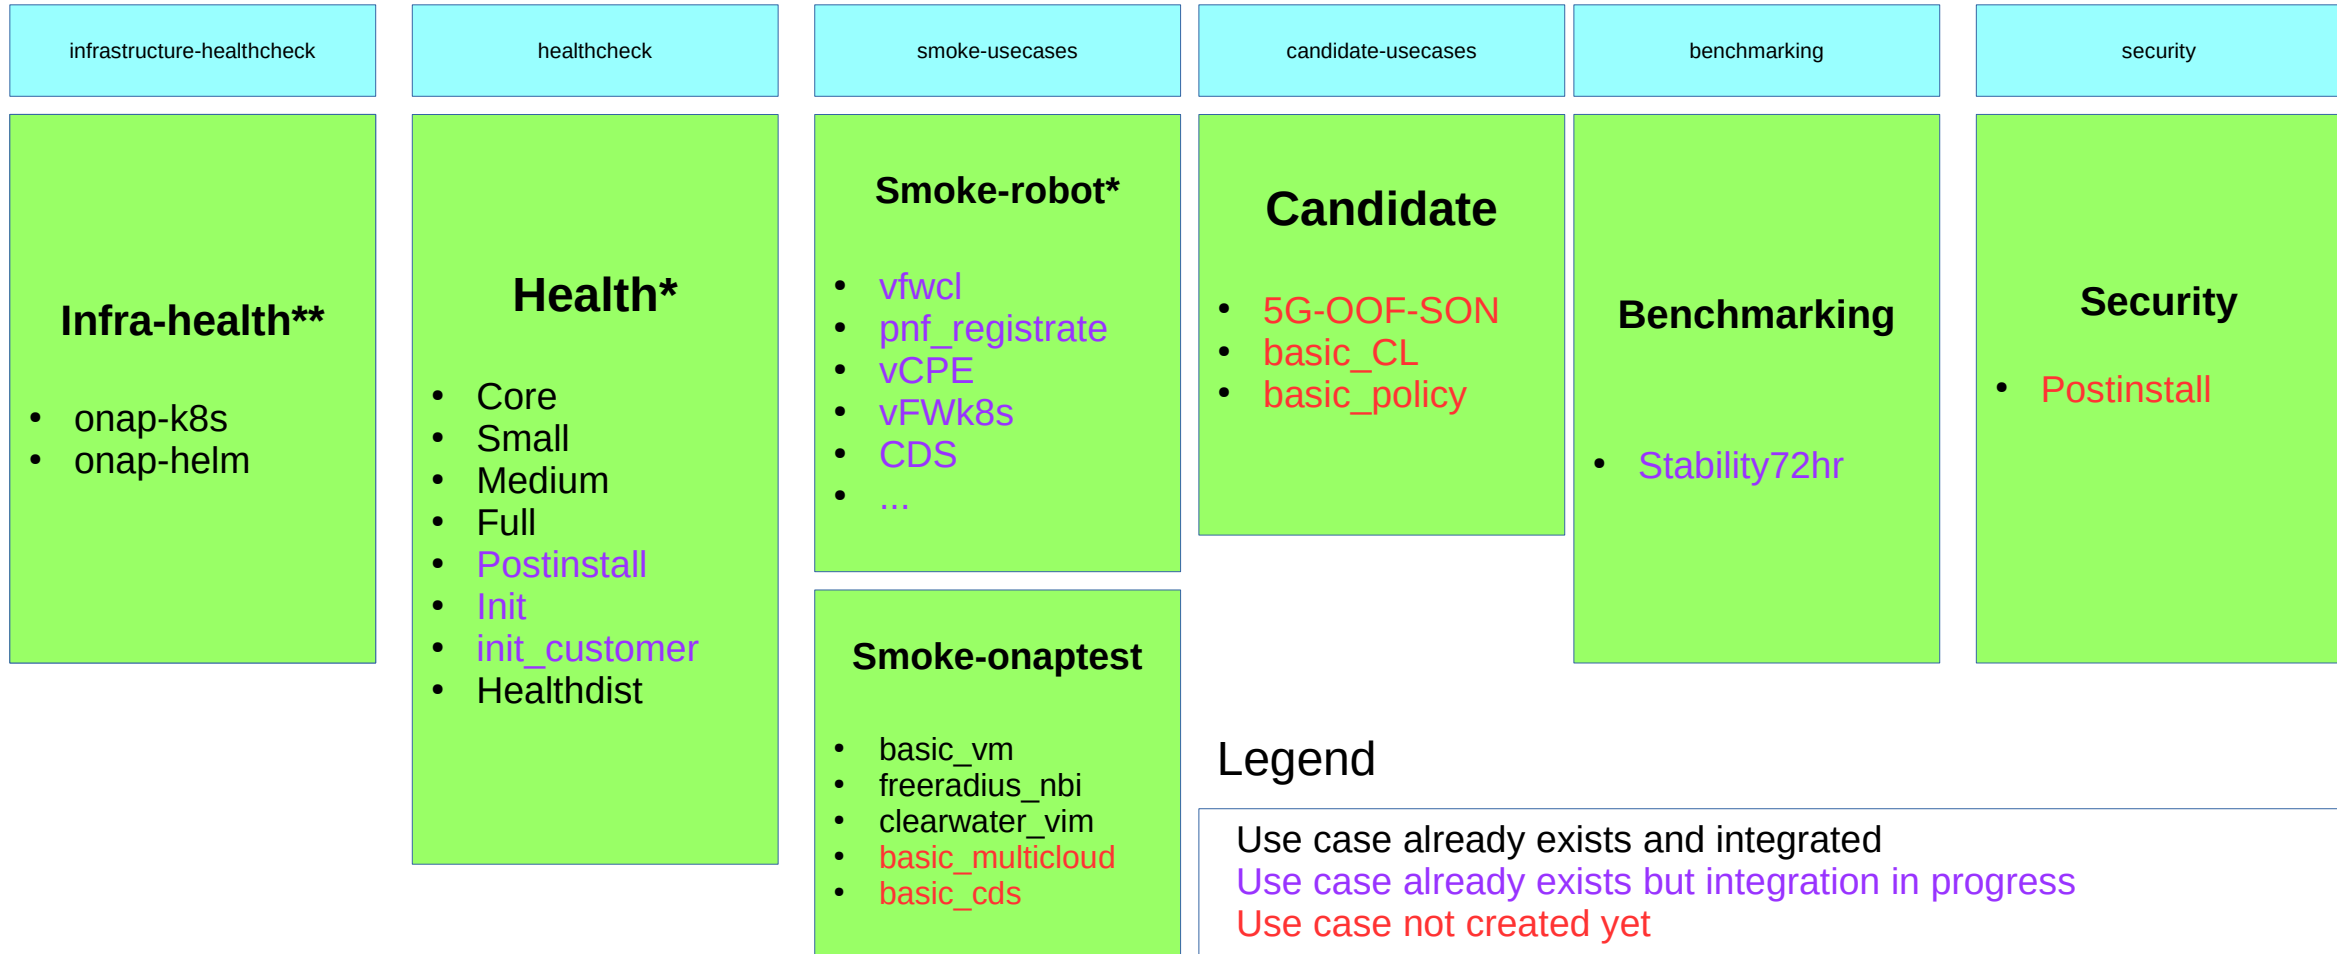 infrastructure-healthcheck
healthcheck
smoke-usecases
candidate-usecases
benchmarking
security
Infra-health**
• onap-k8s
• onap-helm
Health*
• Core
• Small
• Medium
• Full
• Postinstall
• Init
• init_customer
• Healthdist
Smoke-robot*
• vfwcl
• pnf_registrate
• vCPE
• vFWk8s
• CDS
• ...
Smoke-onaptest
• basic_vm
• freeradius_nbi
• clearwater_vim
• basic_multicloud
• basic_cds
Candidate
• 5G-OOF-SON
• basic_CL
• basic_policy
Benchmarking
• Stability72hr
Security
• Postinstall
Legend
Use case already exists and integrated
Use case already exists but integration in progress
Use case not created yet